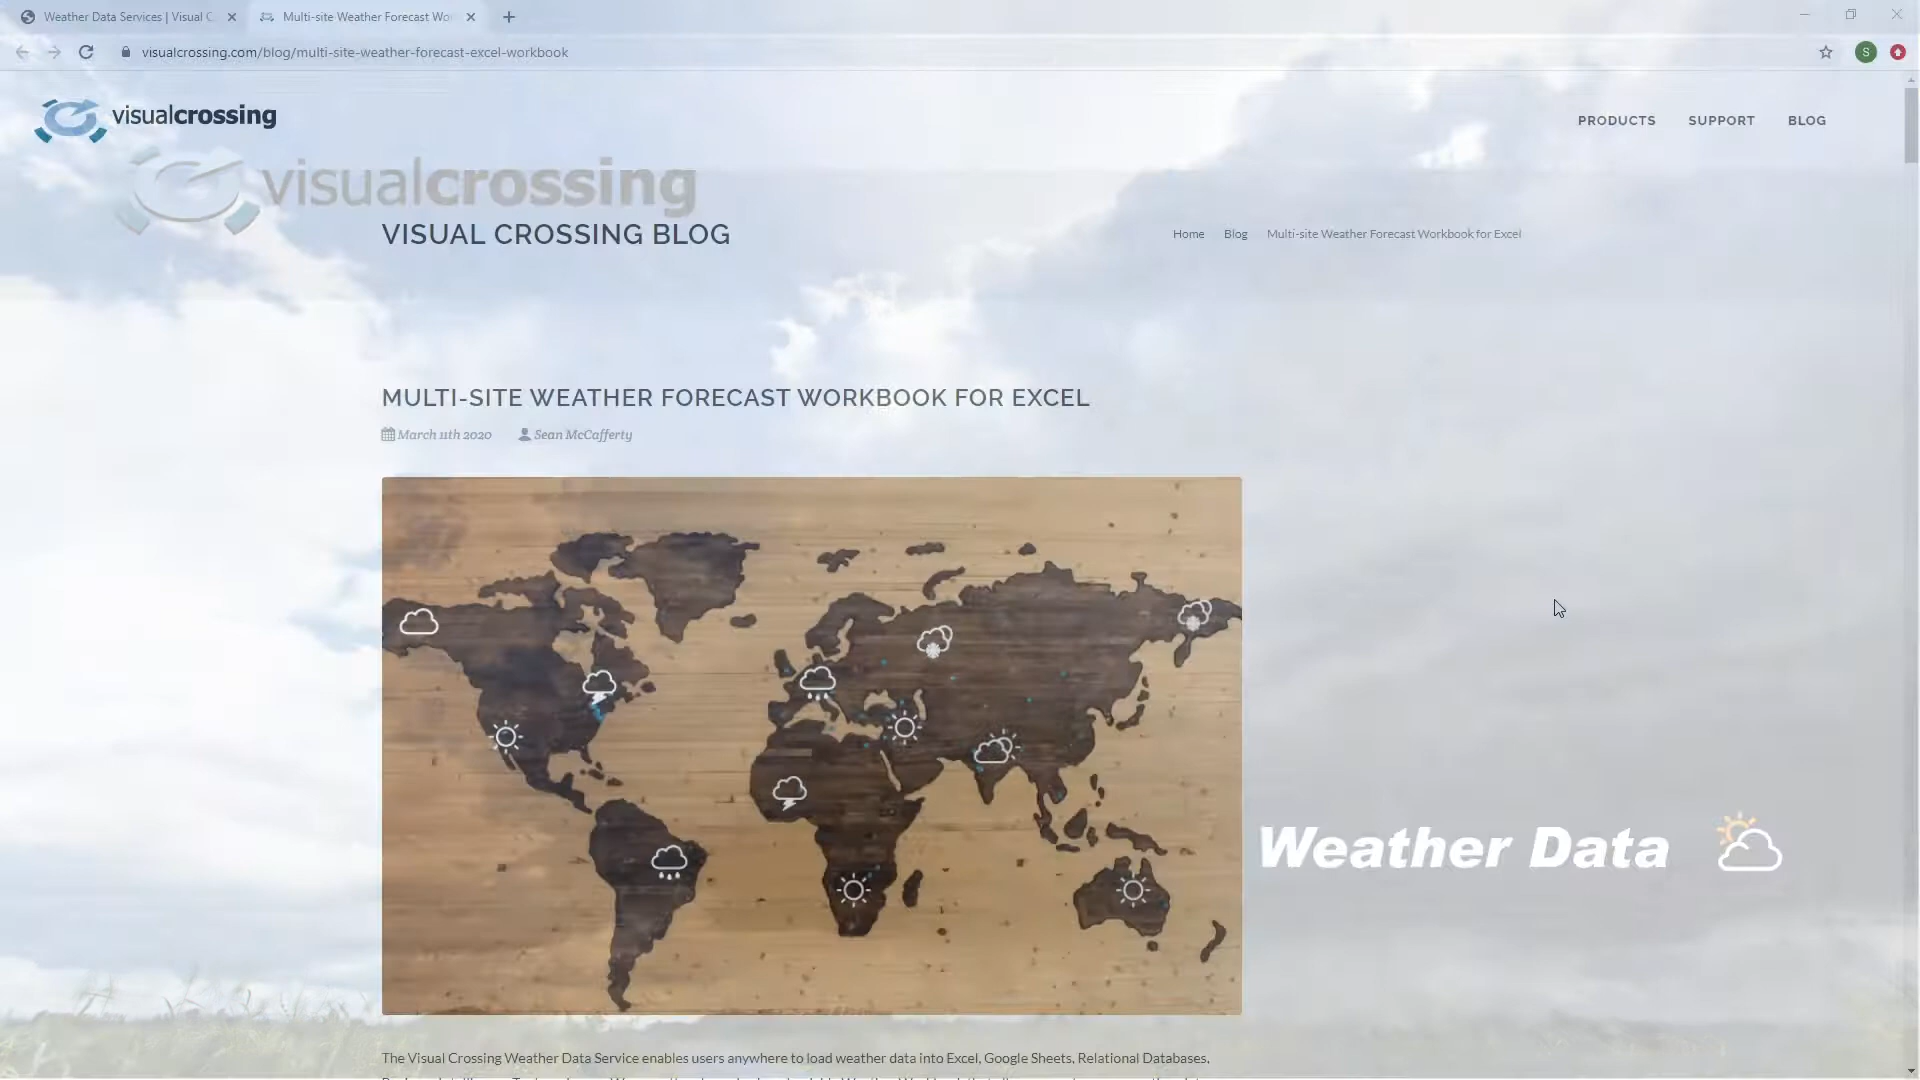 Weather Data Services | Visual C
Multi-site Weather Forecast Wo
visualcrossing.com/blog/multi-site-weather-forecast-excel-workbook
S
visualcrossing
PRODUCTS
SUPPORT
BLOG
visualcrossing
VISUAL CROSSING BLOG
Home
Blog
Multi-site Weather Forecast Workbook for Excel
MULTI-SITE WEATHER FORECAST WORKBOOK FOR EXCEL
March 11th 2020
Sean McCafferty
Weather Data
The Visual Crossing Weather Data Service enables users anywhere to load weather data into Excel, Google Sheets, Relational Databases,